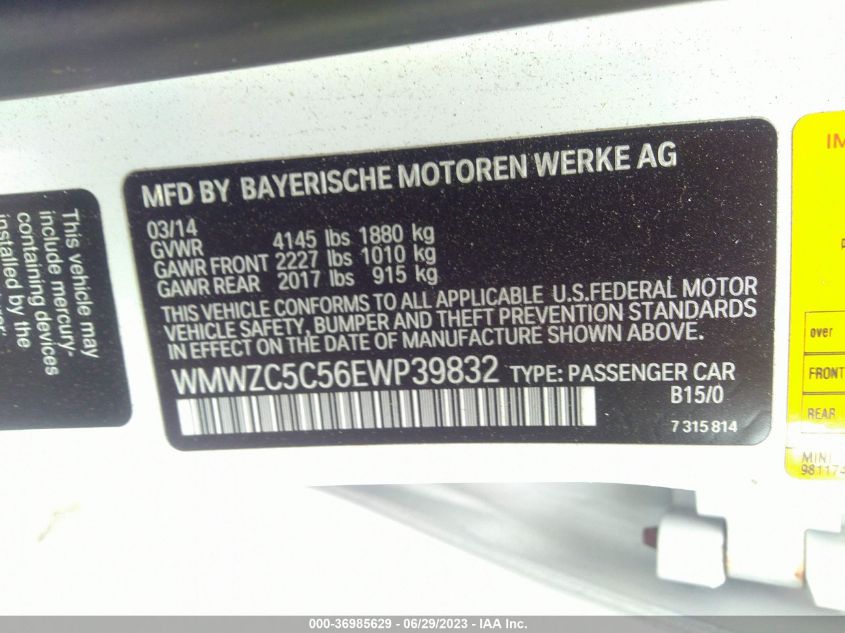 MFD BY BAYERISCHE MOTOREN WERKE AG
03/14
GVWR 4145 lbs 1880 kg
GAWR FRONT 2227 lbs 1010 kg
GAWR REAR 2017 lbs 915 kg
THIS VEHICLE CONFORMS TO ALL APPLICABLE U.S.FEDERAL MOTOR
VEHICLE SAFETY, BUMPER AND THEFT PREVENTION STANDARDS
IN EFFECT ON THE DATE OF MANUFACTURE SHOWN ABOVE.
WMWZC5C56EWP39832 TYPE: PASSENGER CAR
B15/0
7 315 814
This vehicle may
include mercury-
containing devices
installed by the
over
FRONT
REAR
MINI
000-36985629 - 06/29/2023 - IAA Inc.